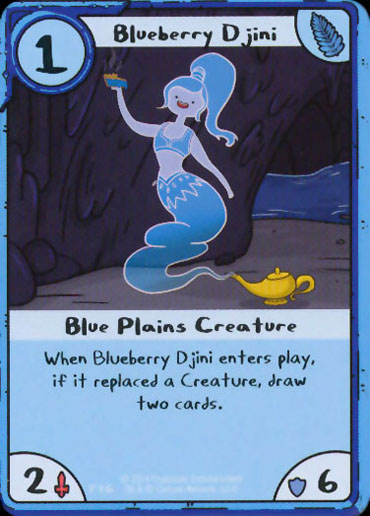 1
Blueberry Djini
Blue Plains Creature
When Blueberry Djini enters play,
if it replaced a Creature, draw
two cards.
2
6